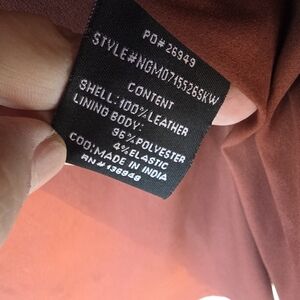 PO# 26949
STYLE#NGM0715526SKW
CONTENT
SHELL: 100%LEATHER
LINING BODY:
96%POLYESTER
4%ELASTIC
COO:MADE IN INDIA
RN # 136948